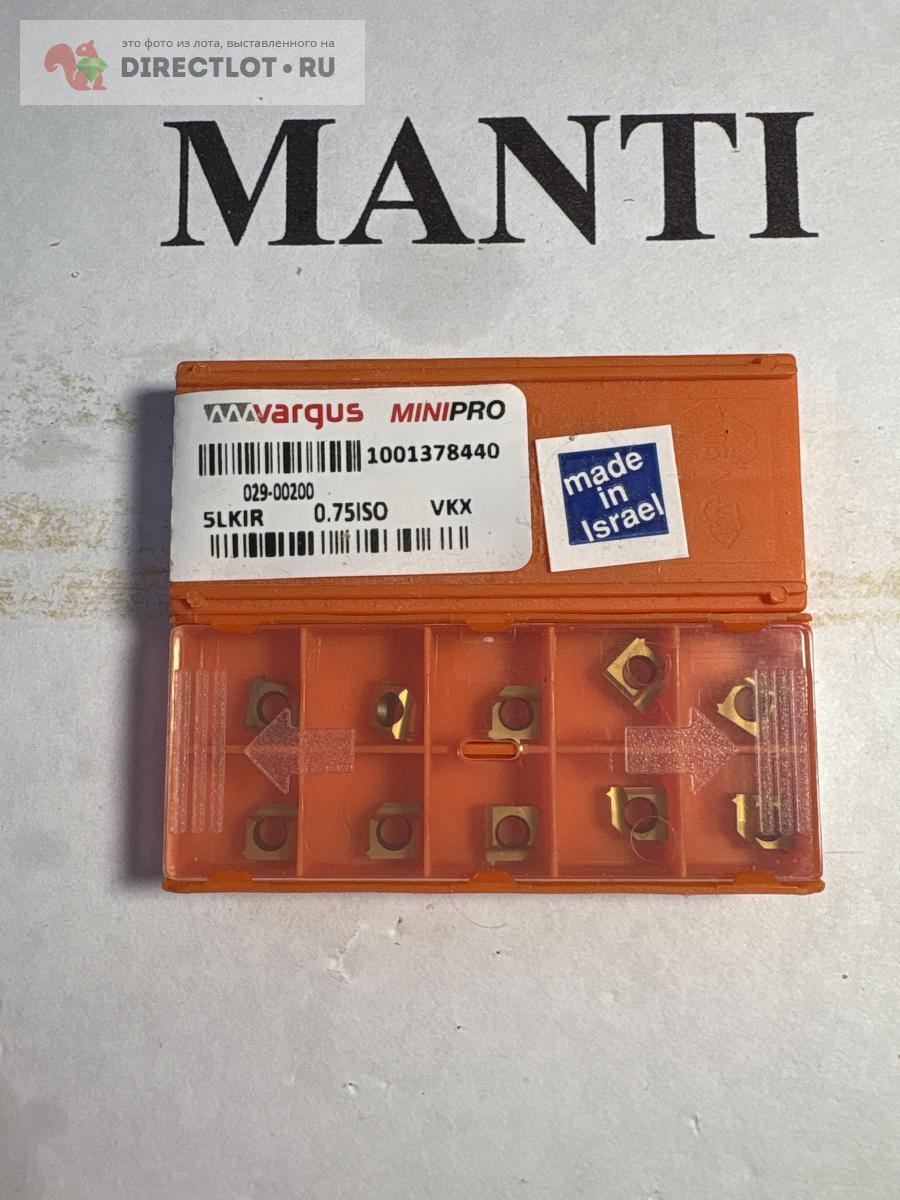 это фото из лота, выставленного на
DIRECTLOT.RU
MANTI
vargus MINIPRO
1001378440
029-00200
5LKIR 0.75ISO VKX
made
in
Israel